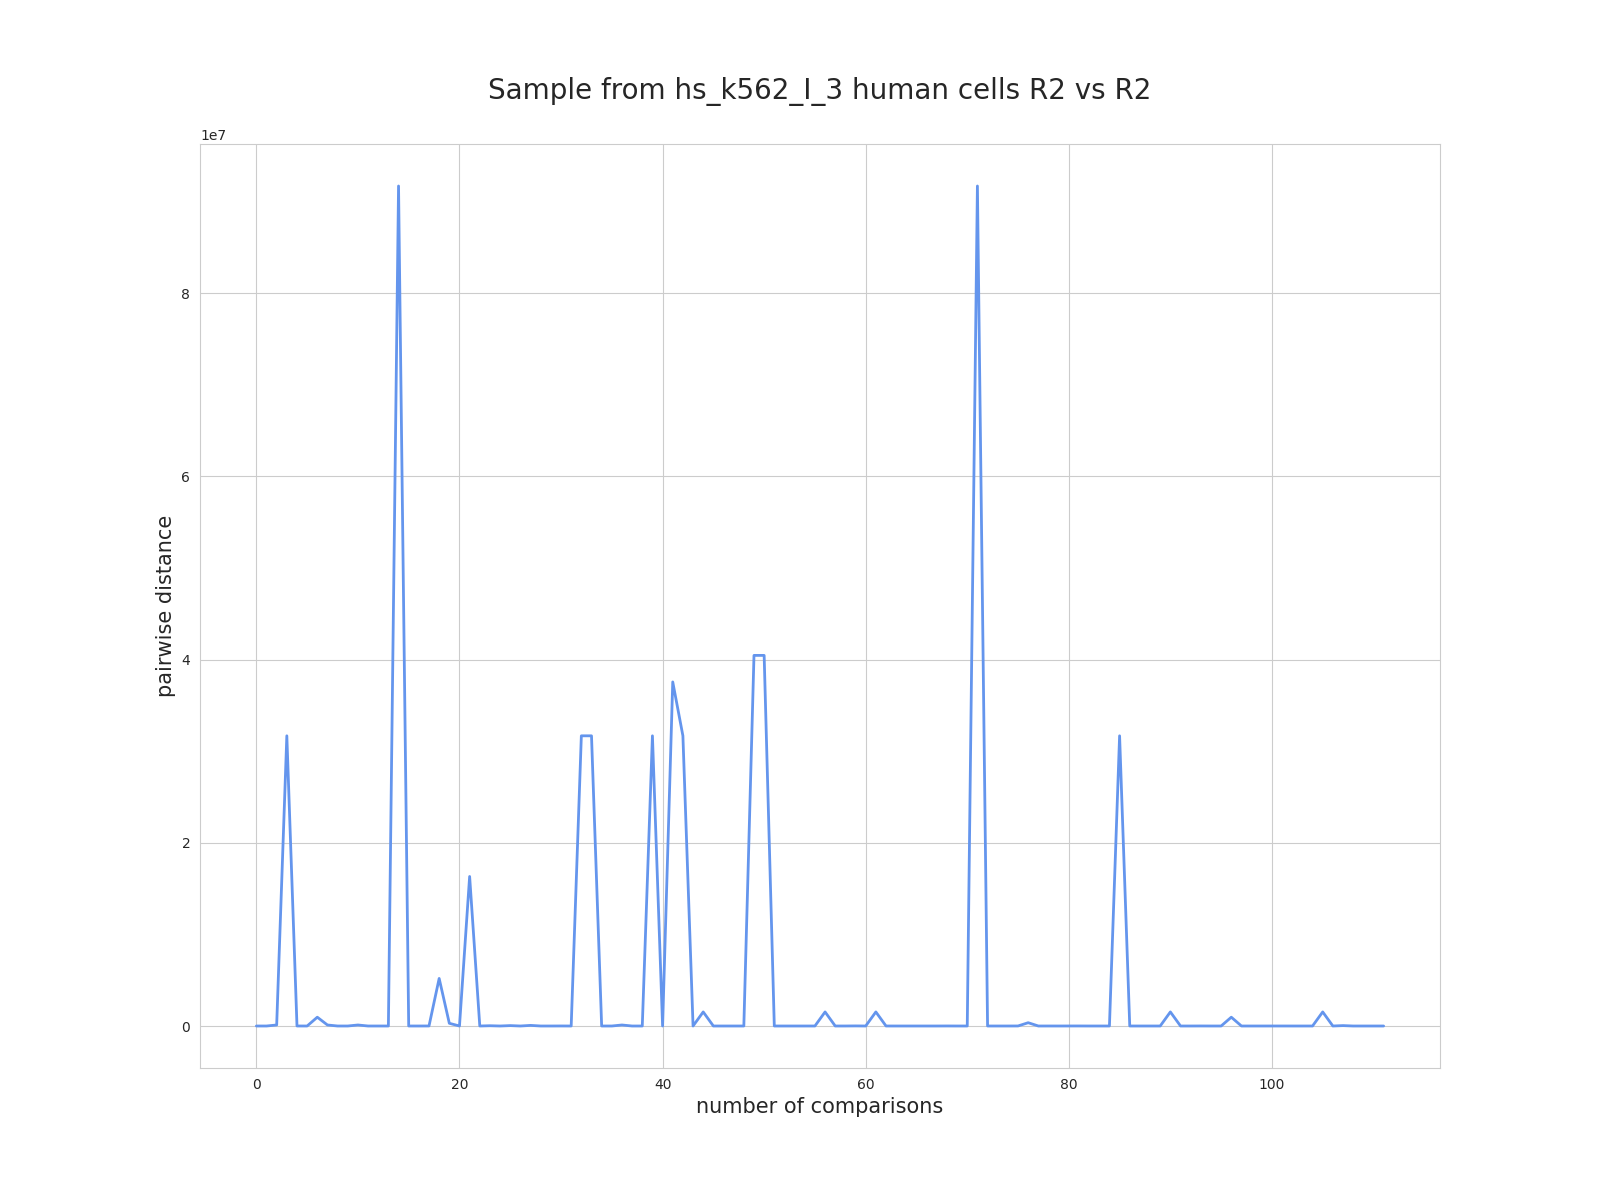 Sample from hs_k562_I_3 human cells R2 vs R2
1e7
8
6
4
2
0
pairwise distance
0 20 40 60 80 100
number of comparisons